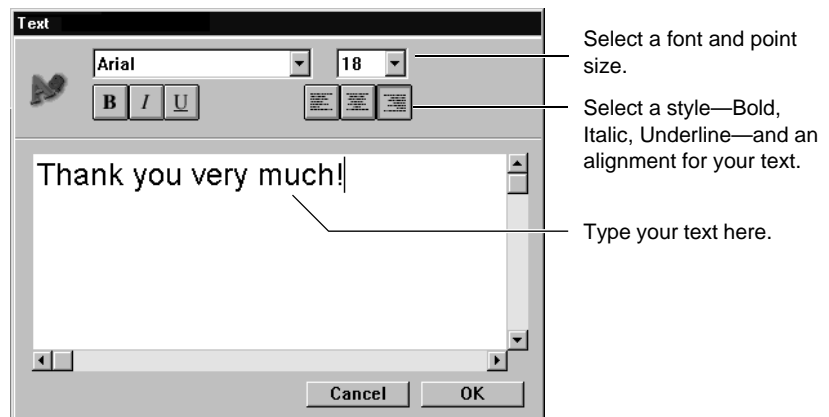 Text
Arial
18
B I U
Thank you very much!
Cancel
OK
Select a font and point
size.
Select a style—Bold,
Italic, Underline—and an
alignment for your text.
Type your text here.